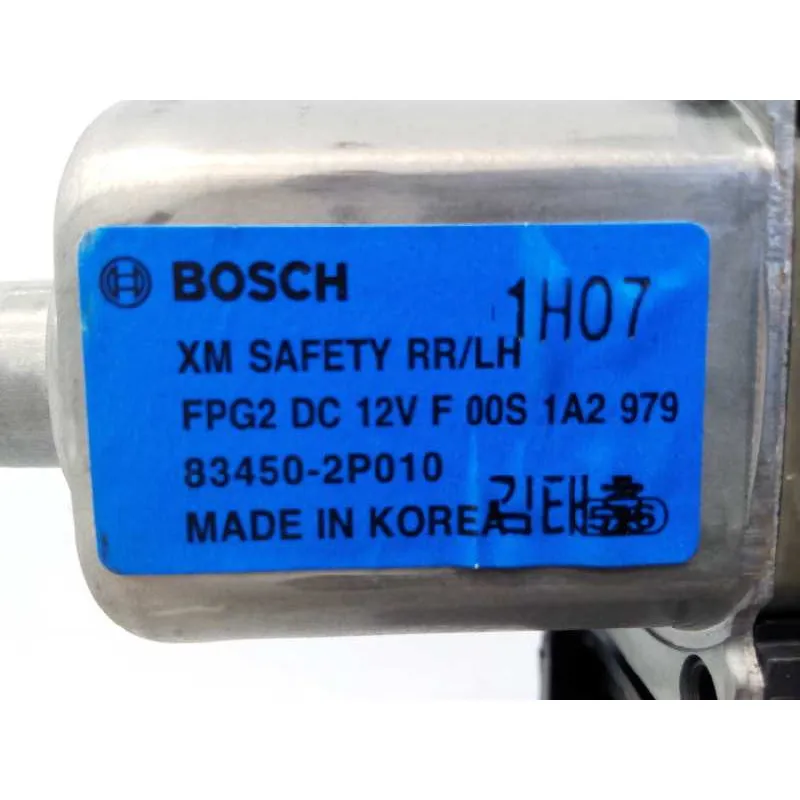 BOSCH 1H07
XM SAFETY RR/LH
FPG2 DC 12V F 00S 1A2 979
83450-2P010
MADE IN KOREA